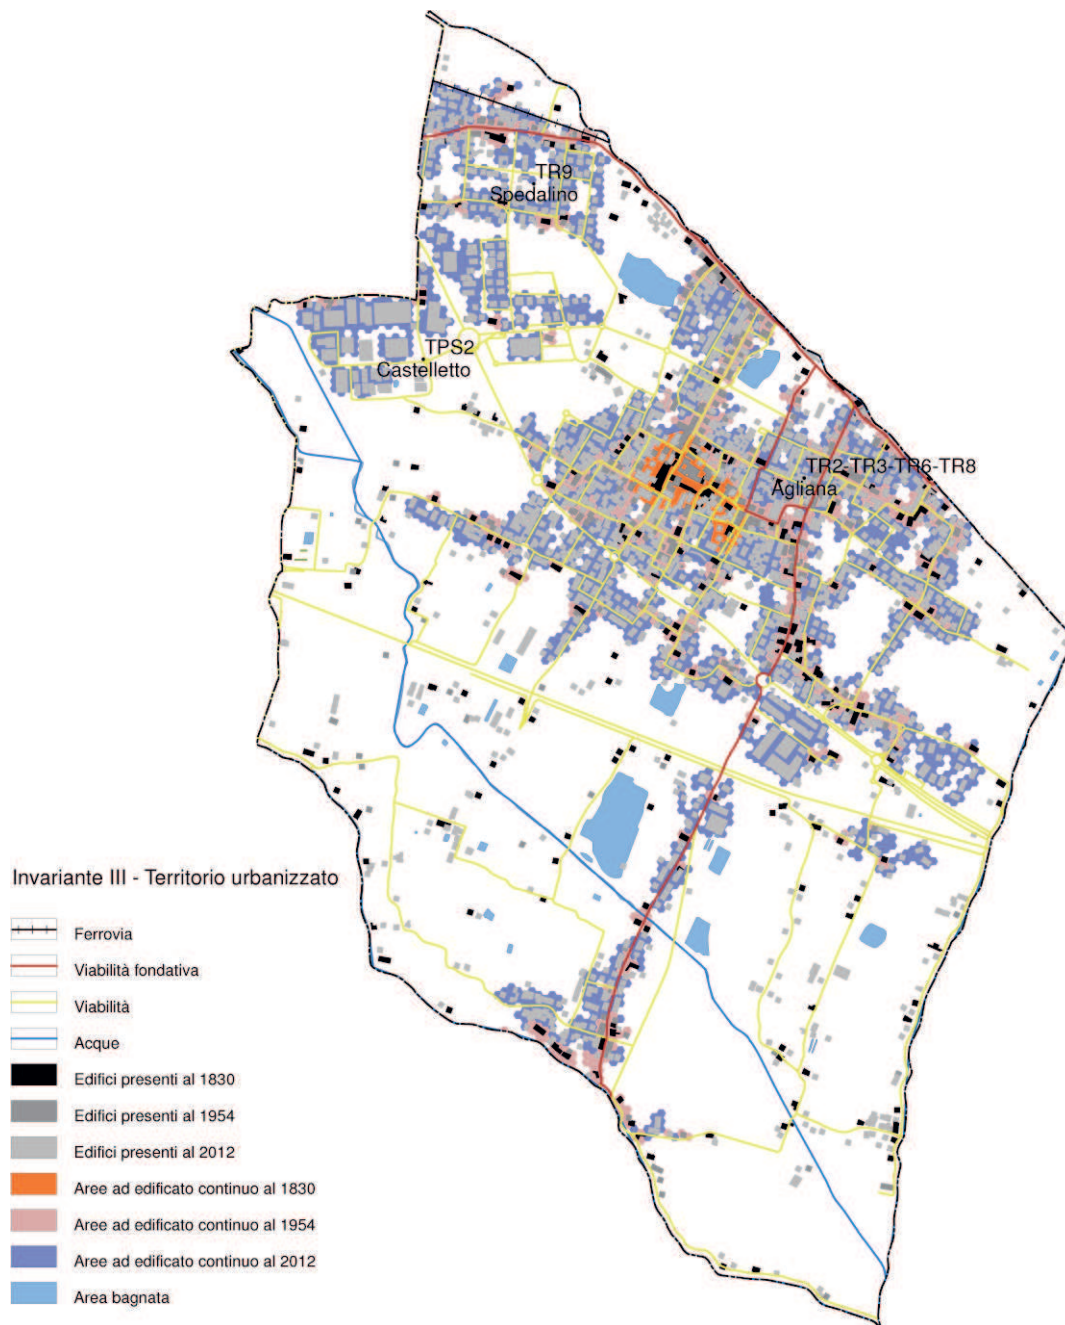 TR9
Spedalino
TPS2
Castelletto
TR2-TR3-TR6-TR8
Agliana
Invariante III - Territorio urbanizzato
Ferrovia
Viabilità fondativa
Viabilità
Acque
Edifici presenti al 1830
Edifici presenti al 1954
Edifici presenti al 2012
Aree ad edificato continuo al 1830
Aree ad edificato continuo al 1954
Aree ad edificato continuo al 2012
Area bagnata